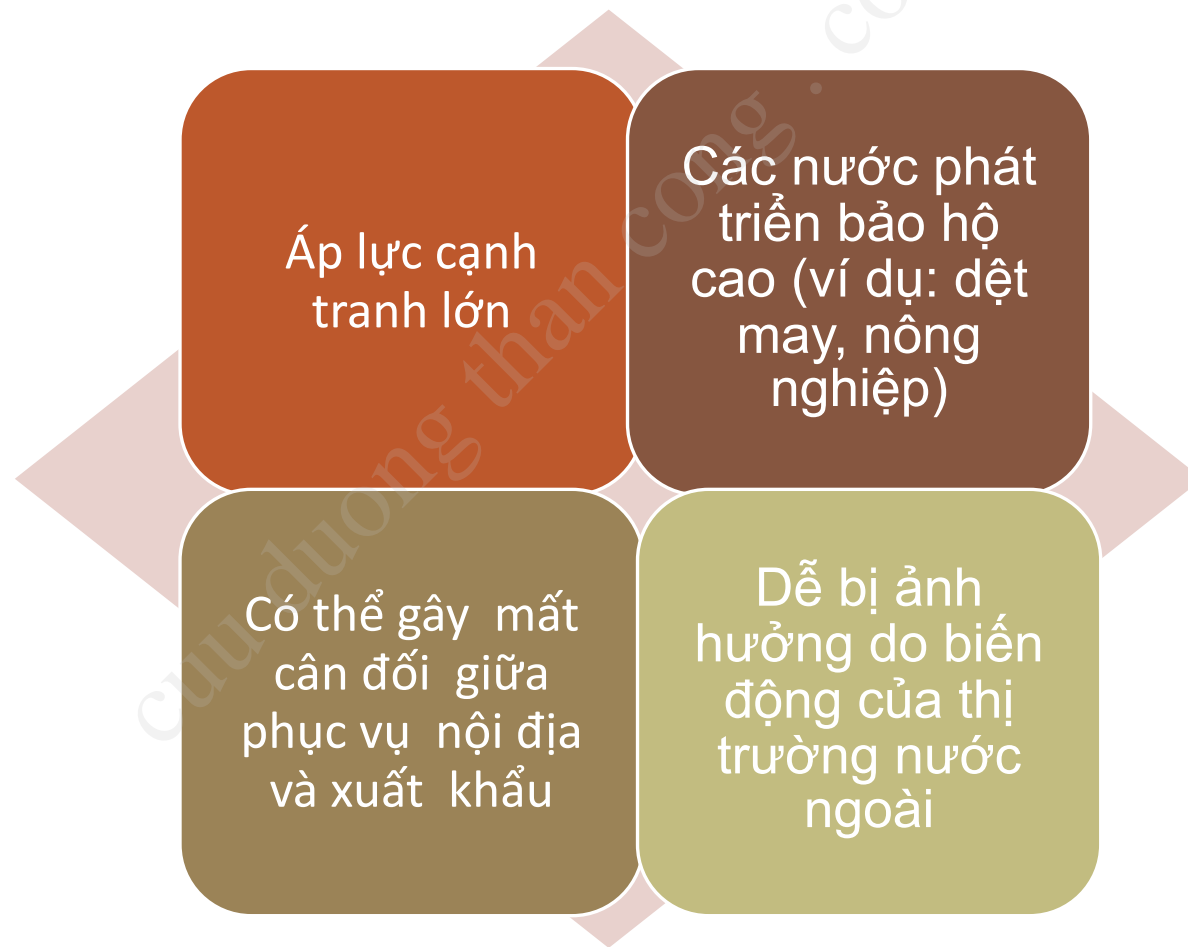 Áp lực cạnh
tranh lớn
Các nước phát
triển bảo hộ
cao (ví dụ: dệt
may, nông
nghiệp)
Có thể gây mất
cân đối giữa
phục vụ nội địa
và xuất khẩu
Dễ bị ảnh
hưởng do biến
động của thị
trường nước
ngoài
cuu duong than cong . co